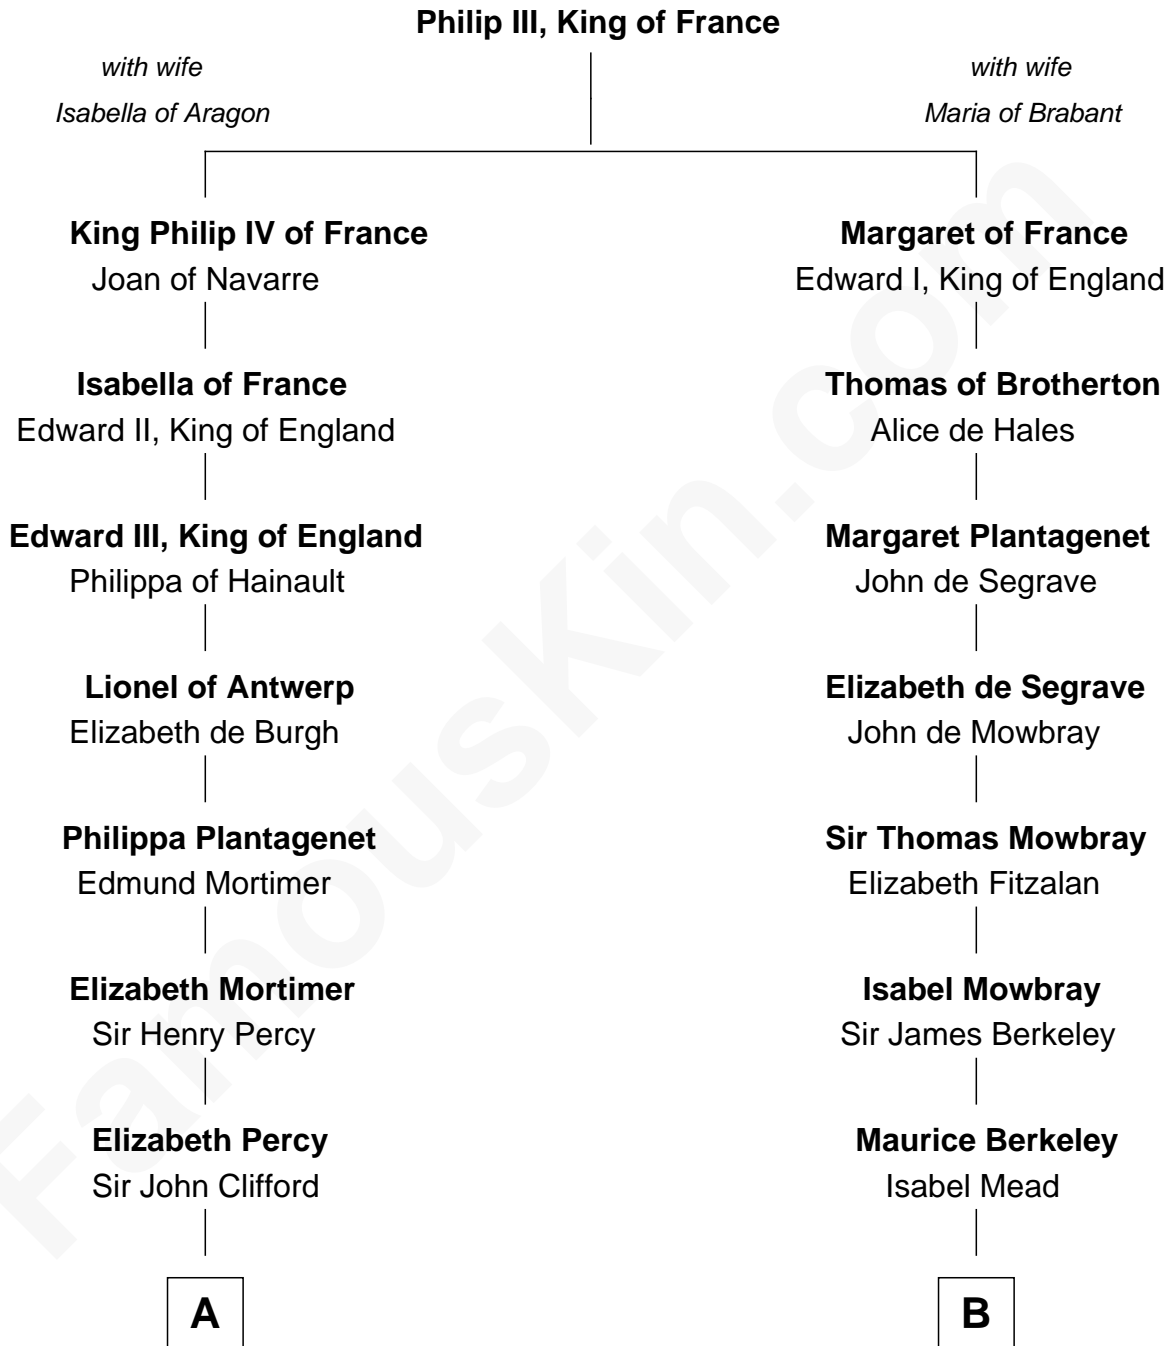 Philip III, King of France
with wife
Isabella of Aragon
with wife
Maria of Brabant
King Philip IV of France
Joan of Navarre
Margaret of France
Edward I, King of England
Isabella of France
Edward II, King of England
Thomas of Brotherton
Alice de Hales
Edward III, King of England
Philippa of Hainault
Margaret Plantagenet
John de Segrave
Lionel of Antwerp
Elizabeth de Burgh
Elizabeth de Segrave
John de Mowbray
Philippa Plantagenet
Edmund Mortimer
Sir Thomas Mowbray
Elizabeth Fitzalan
Elizabeth Mortimer
Sir Henry Percy
Isabel Mowbray
Sir James Berkeley
Elizabeth Percy
Sir John Clifford
Maurice Berkeley
Isabel Mead
A
B
FamousKin.com